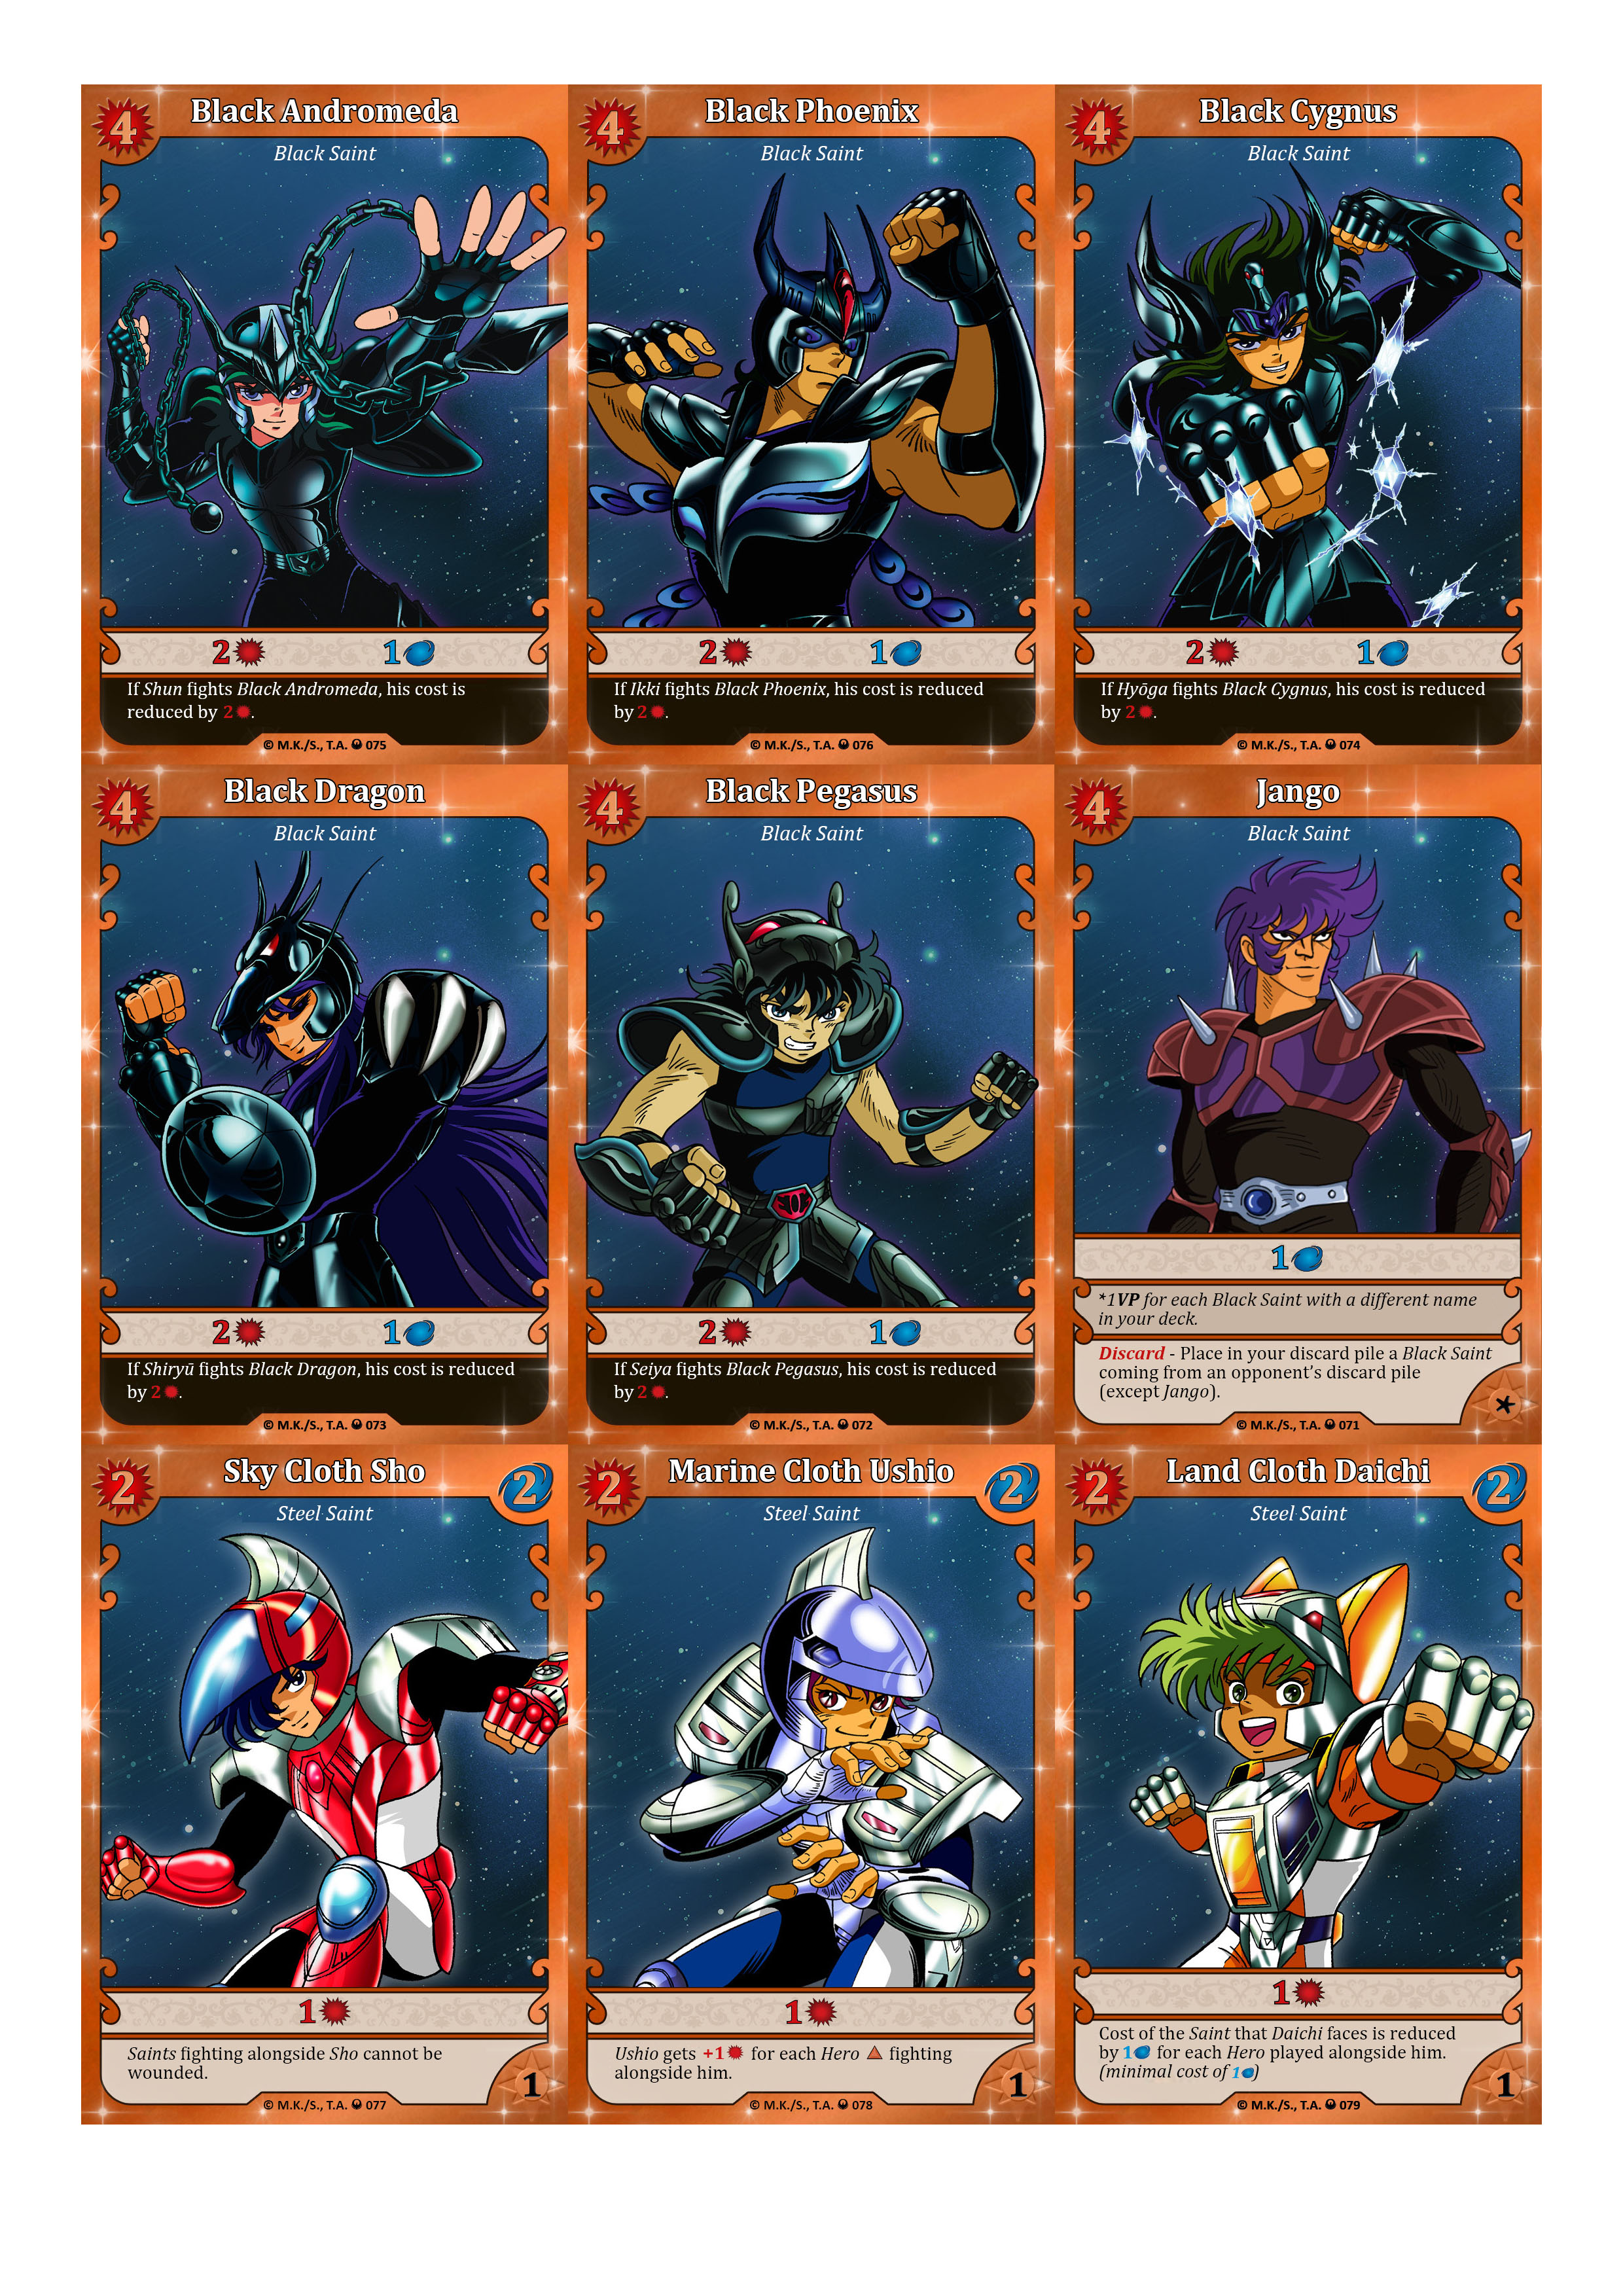 4
Black Andromeda
Black Saint
2 1
If Shun fights Black Andromeda, his cost is
reduced by 2.
© M.K./S., T.A. 075
4
Black Phoenix
Black Saint
2 1
If Ikki fights Black Phoenix, his cost is reduced
by 2.
© M.K./S., T.A. 076
4
Black Cygnus
Black Saint
2 1
If Hyōga fights Black Cygnus, his cost is reduced
by 2.
© M.K./S., T.A. 074
4
Black Dragon
Black Saint
2 1
If Shiryū fights Black Dragon, his cost is reduced
by 2.
© M.K./S., T.A. 073
4
Black Pegasus
Black Saint
2 1
If Seiya fights Black Pegasus, his cost is reduced
by 2.
© M.K./S., T.A. 072
4
Jango
Black Saint
1
*1VP for each Black Saint with a different name
in your deck.
Discard - Place in your discard pile a Black Saint
coming from an opponent’s discard pile
(except Jango).
*
© M.K./S., T.A. 071
2
Sky Cloth Sho
2
Steel Saint
1
Saints fighting alongside Sho cannot be
wounded.
1
© M.K./S., T.A. 077
2
Marine Cloth Ushio
2
Steel Saint
1
Ushio gets +1 for each Hero fighting
alongside him.
1
© M.K./S., T.A. 078
2
Land Cloth Daichi
2
Steel Saint
1
Cost of the Saint that Daichi faces is reduced
by 1 for each Hero played alongside him.
(minimal cost of 1)
1
© M.K./S., T.A. 079